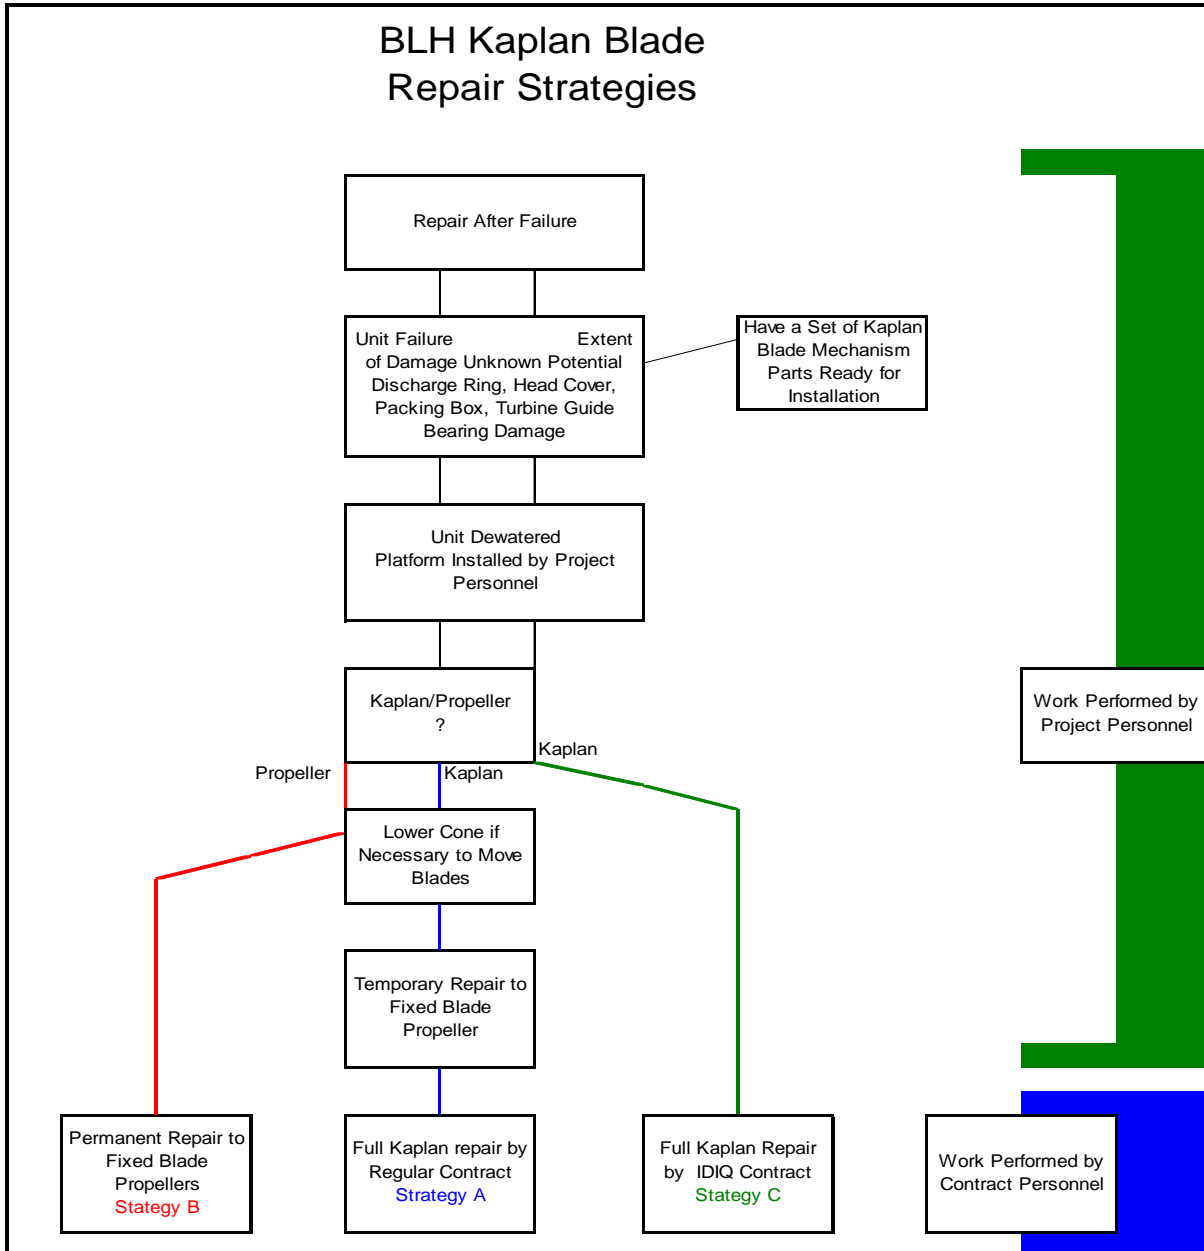 BLH Kaplan Blade
Repair Strategies
Repair After Failure
Unit Failure Extent
of Damage Unknown Potential
Discharge Ring, Head Cover,
Packing Box, Turbine Guide
Bearing Damage
Have a Set of Kaplan
Blade Mechanism
Parts Ready for
Installation
Unit Dewatered
Platform Installed by Project
Personnel
Kaplan/Propeller
?
Work Performed by
Project Personnel
Propeller
Kaplan
Kaplan
Lower Cone if
Necessary to Move
Blades
Temporary Repair to
Fixed Blade
Propeller
Permanent Repair to
Fixed Blade
Propellers
Stategy B
Full Kaplan repair by
Regular Contract
Strategy A
Full Kaplan Repair
by IDIQ Contract
Stategy C
Work Performed by
Contract Personnel